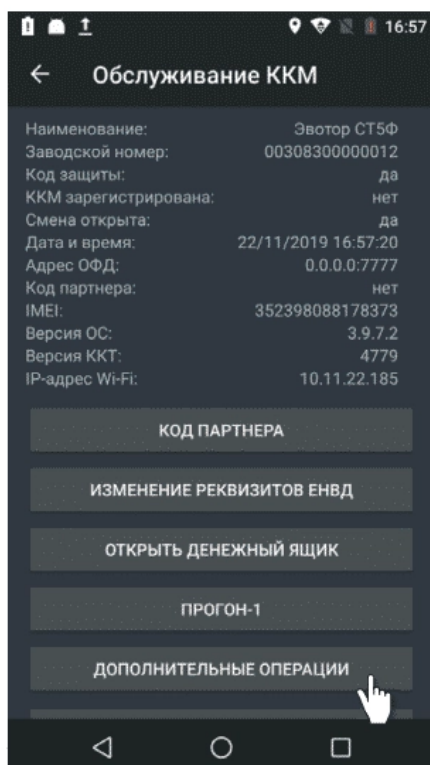 16:57
Обслуживание ККМ
Наименование: Эвотор СТ5Ф
Заводской номер: 00308300000012
Код защиты: да
ККМ зарегистрирована: нет
Смена открыта: да
Дата и время: 22/11/2019 16:57:20
Адрес ОФД: 0.0.0.0:7777
Код партнера: нет
IMEI: 352398088178373
Версия ОС: 3.9.7.2
Версия ККТ: 4779
IP-адрес Wi-Fi: 10.11.22.185
КОД ПАРТНЕРА
ИЗМЕНЕНИЕ РЕКВИЗИТОВ ЕНВД
ОТКРЫТЬ ДЕНЕЖНЫЙ ЯЩИК
ПРОГОН-1
ДОПОЛНИТЕЛЬНЫЕ ОПЕРАЦИИ